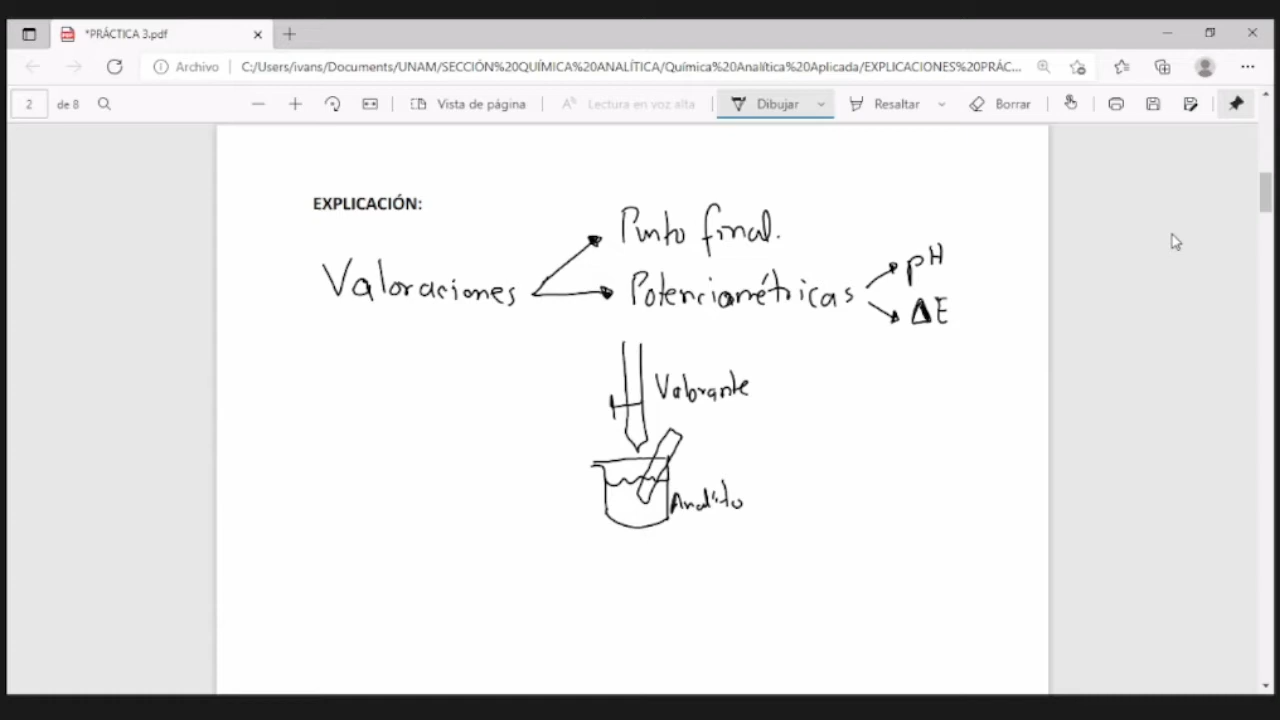 *PRÁCTICA 3.pdf
Archivo C:/Users/ivans/Documents/UNAM/SECCIÓN%20QUÍMICA%20ANALÍTICA/Química%20Analítica%20Aplicada/EXPLICACIONES%20PRÁC...
2 de 8 Vista de página Lectura en voz alta Dibujar Resaltar Borrar
EXPLICACIÓN:
Punto final.
Valoraciones Potenciométricas pH
ΔE
Valorante
Analito